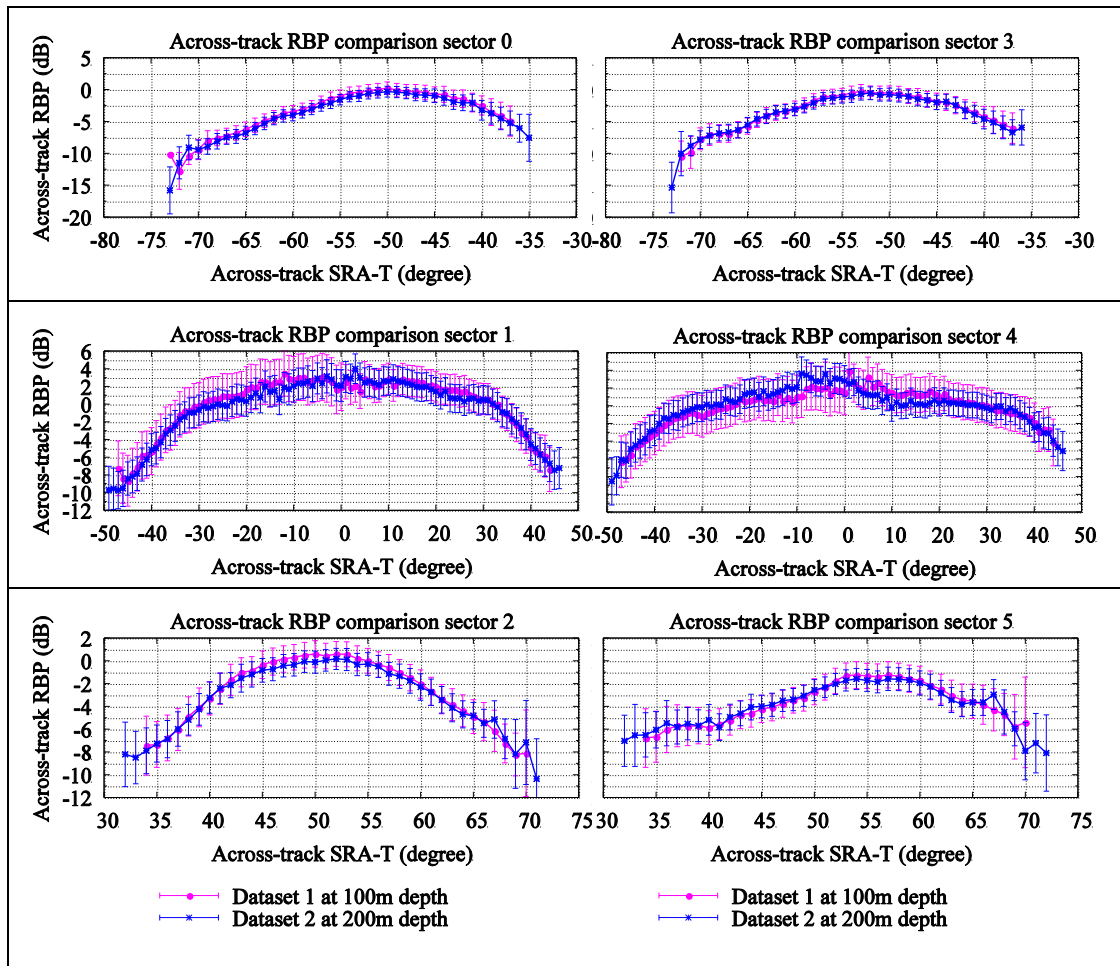 Across-track RBP comparison sector 0
Across-track RBP (dB)
5
0
-5
-10
-15
-20
-80 -75 -70 -65 -60 -55 -50 -45 -40 -35 -30
Across-track SRA-T (degree)
Across-track RBP comparison sector 3
-80 -75 -70 -65 -60 -55 -50 -45 -40 -35 -30
Across-track SRA-T (degree)
Across-track RBP comparison sector 1
Across-track RBP (dB)
6
4
2
0
-2
-4
-6
-8
-10
-12
-50 -40 -30 -20 -10 0 10 20 30 40 50
Across-track SRA-T (degree)
Across-track RBP comparison sector 4
-50 -40 -30 -20 -10 0 10 20 30 40 50
Across-track SRA-T (degree)
Across-track RBP comparison sector 2
Across-track RBP (dB)
2
0
-2
-4
-6
-8
-10
-12
30 35 40 45 50 55 60 65 70 75
Across-track SRA-T (degree)
Across-track RBP comparison sector 5
30 35 40 45 50 55 60 65 70 75
Across-track SRA-T (degree)
Dataset 1 at 100m depth
Dataset 2 at 200m depth
Dataset 1 at 100m depth
Dataset 2 at 200m depth